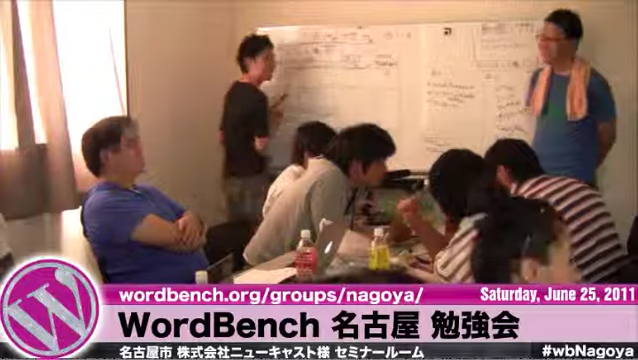 wordbench.org/groups/nagoya/
Saturday, June 25, 2011
WordBench 名古屋 勉強会
名古屋市 株式会社ニューキャスト様 セミナールーム
#wbNagoya